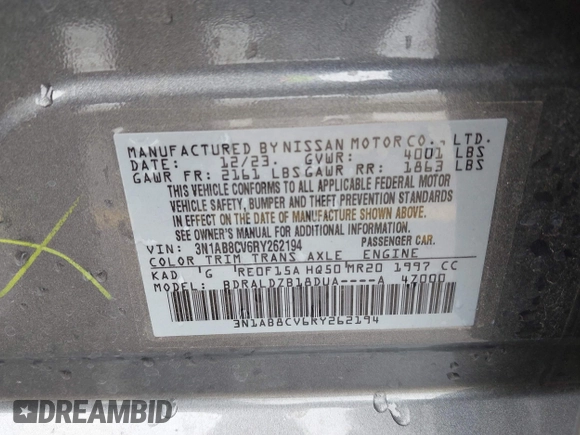 MANUFACTURED BY NISSAN MOTOR CO., LTD.
DATE: 12/23. GVWR: 4001 LBS
GAWR FR: 2161 LBS GAWR RR: 1863 LBS
THIS VEHICLE CONFORMS TO ALL APPLICABLE FEDERAL MOTOR
VEHICLE SAFETY, BUMPER, AND THEFT PREVENTION STANDARDS
IN EFFECT ON THE DATE OF MANUFACTURE SHOWN ABOVE.
SEE OWNER'S MANUAL FOR ADDITIONAL INFORMATION.
VIN: 3N1AB8CV6RY262194 PASSENGER CAR.
COLOR TRIM TRANS AXLE ENGINE
KAD G RE0F15A HQ50 MR20 1997 CC
MODEL: BDRALDZB1ADUA----A 47000
3N1AB8CV6RY262194
DREAMBID